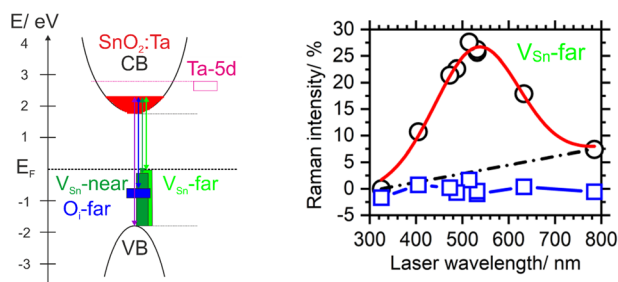 E/ eV
4
3
2
1
E_F
-1
-2
-3
SnO₂:Ta
CB
Ta-5d
V_Sn-near
V_Sn-far
O_i-far
VB
Raman intensity/ %
30
25
20
15
10
5
0
-5
V_Sn-far
300 400 500 600 700 800
Laser wavelength/ nm